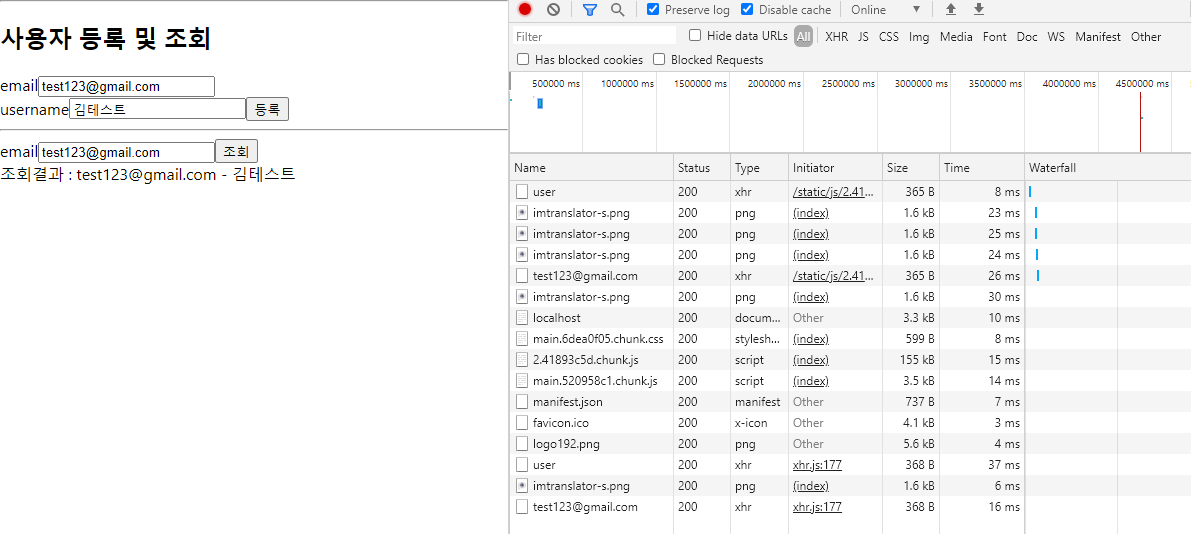 사용자 등록 및 조회
email test123@gmail.com
username 김테스트 등록
email test123@gmail.com 조회
조회결과 : test123@gmail.com - 김테스트
Preserve log Disable cache Online
Filter Hide data URLs All XHR JS CSS Img Media Font Doc WS Manifest Other
Has blocked cookies Blocked Requests
500000 ms 1000000 ms 1500000 ms 2000000 ms 2500000 ms 3000000 ms 3500000 ms 4000000 ms 4500000 ms
Name Status Type Initiator Size Time Waterfall
user 200 xhr /static/js/2.41... 365 B 8 ms
imtranslator-s.png 200 png (index) 1.6 kB 23 ms
imtranslator-s.png 200 png (index) 1.6 kB 25 ms
imtranslator-s.png 200 png (index) 1.6 kB 24 ms
test123@gmail.com 200 xhr /static/js/2.41... 365 B 26 ms
imtranslator-s.png 200 png (index) 1.6 kB 30 ms
localhost 200 docum... Other 3.3 kB 10 ms
main.6dea0f05.chunk.css 200 stylesh... (index) 599 B 8 ms
2.41893c5d.chunk.js 200 script (index) 155 kB 15 ms
main.520958c1.chunk.js 200 script (index) 3.5 kB 14 ms
manifest.json 200 manifest Other 737 B 7 ms
favicon.ico 200 x-icon Other 4.1 kB 3 ms
logo192.png 200 png Other 5.6 kB 4 ms
user 200 xhr xhr.js:177 368 B 37 ms
imtranslator-s.png 200 png (index) 1.6 kB 6 ms
test123@gmail.com 200 xhr xhr.js:177 368 B 16 ms